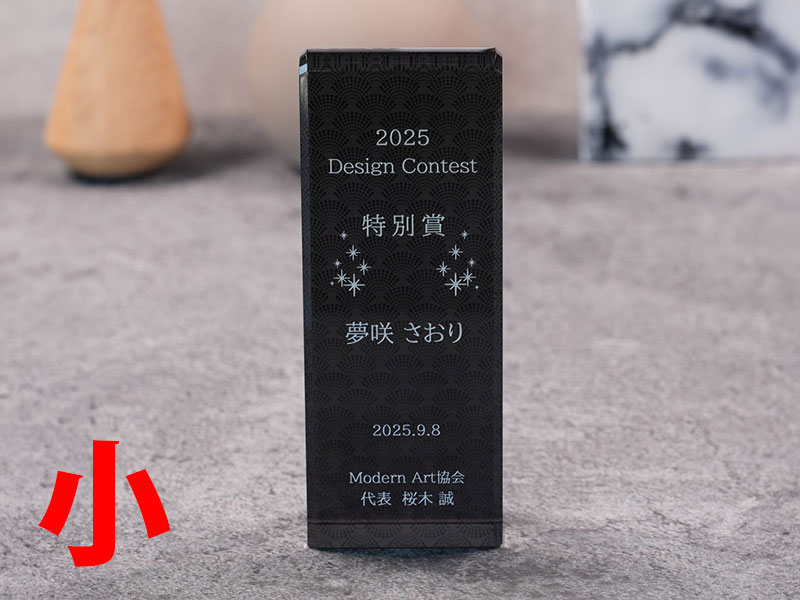 2025
Design Contest
特別賞
夢咲 さおり
2025.9.8
Modern Art協会
代表 桜木 誠
小